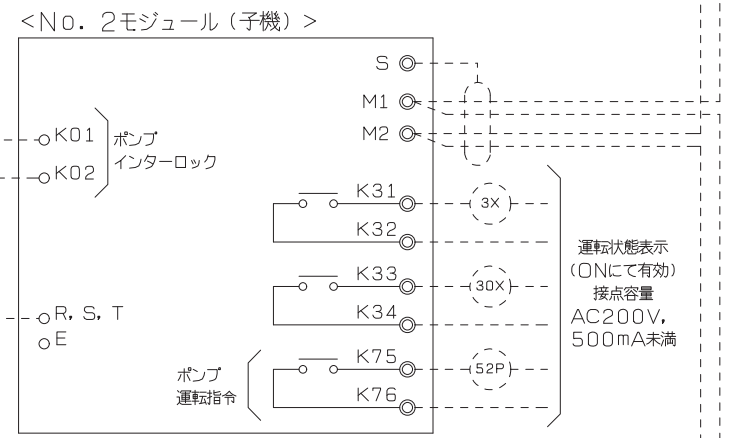 <No. 2モジュール（子機）>
S
M1
M2
K01
K02
ポンプ
インターロック
K31
3X
K32
K33
30X
K34
運転状態表示
（ONにて有効）
接点容量
AC200V,
500mA未満
R, S, T
E
ポンプ
運転指令
K75
52P
K76